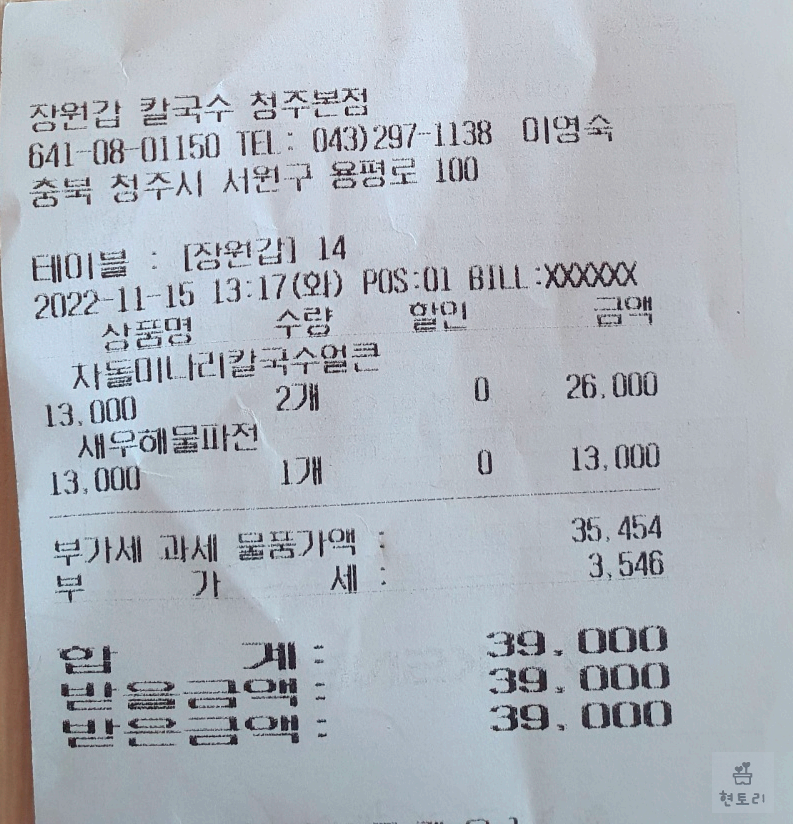 장원갑 칼국수 청주본점
641-08-01150 TEL: 043)297-1138 이영숙
충북 청주시 서원구 용평로 100
테이블 : [장원갑] 14
2022-11-15 13:17(화) POS:01 BILL:XXXXXX
상품명 수량 할인 금액
차돌미나리칼국수얼큰
13,000 2개 0 26,000
새우해물파전
13,000 1개 0 13,000
부가세 과세 물품가액 : 35,454
부 가 세 : 3,546
합 계 : 39,000
받을금액 : 39,000
받은금액 : 39,000
현토리